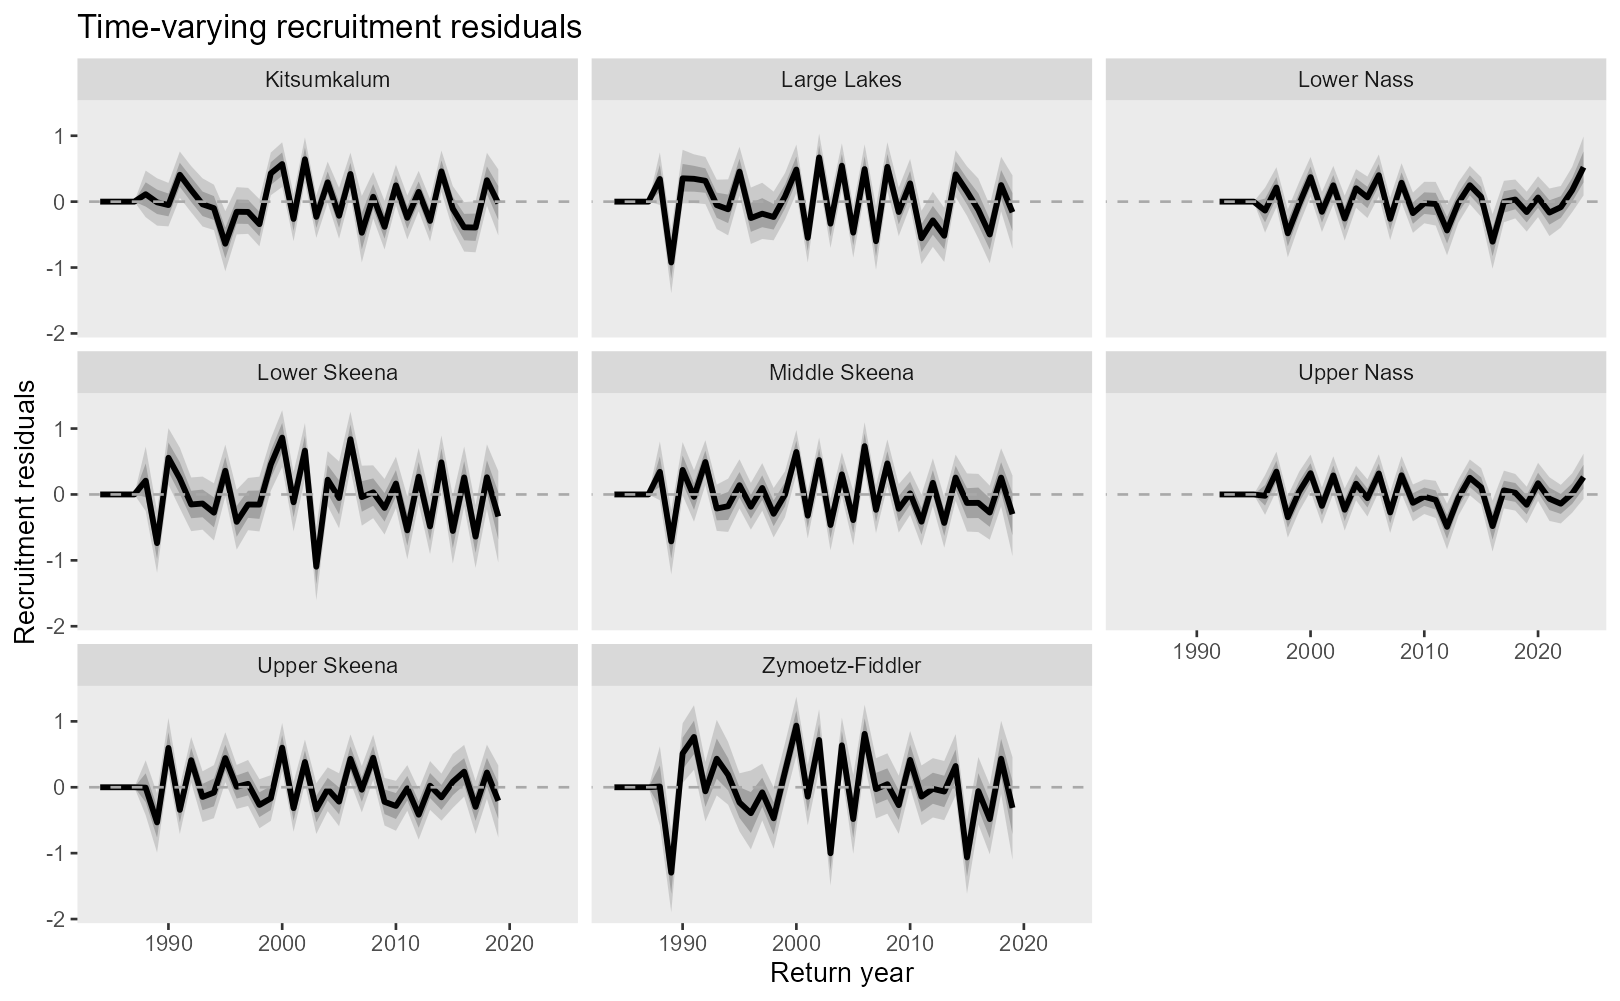 Time-varying recruitment residuals
Kitsumkalum
Large Lakes
Lower Nass
1
0
-1
-2
Lower Skeena
Middle Skeena
Upper Nass
1
0
-1
-2
1990 2000 2010 2020
Upper Skeena
Zymoetz-Fiddler
1
0
-1
-2
1990 2000 2010 2020
1990 2000 2010 2020
Return year
Recruitment residuals